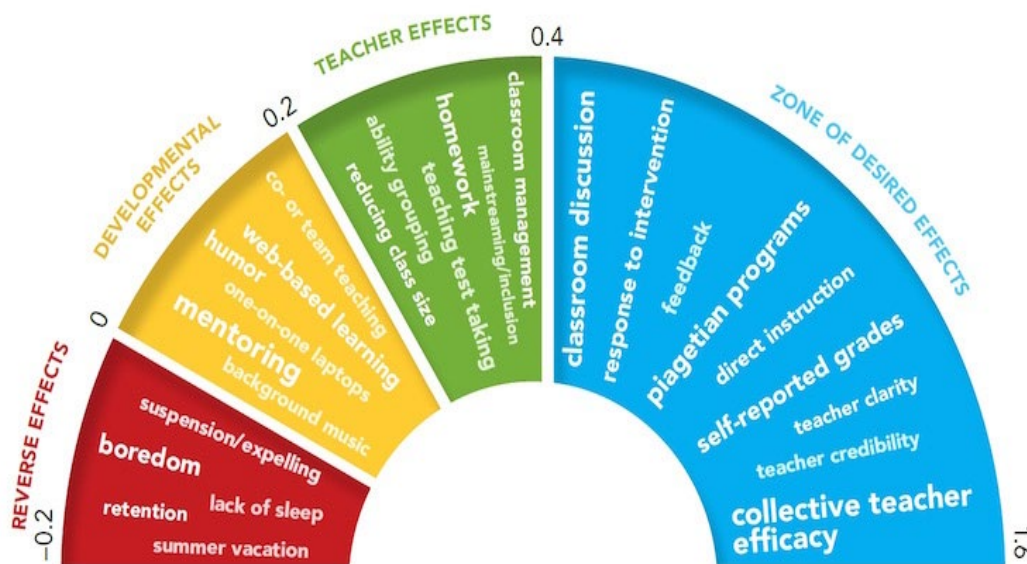 REVERSE EFFECTS
−0.2
summer vacation
retention
lack of sleep
boredom
suspension/expelling
0
DEVELOPMENTAL
EFFECTS
background music
mentoring
one-on-one laptops
humor
web-based learning
co- or team teaching
0.2
TEACHER EFFECTS
reducing class size
ability grouping
teaching test taking
homework
mainstreaming/inclusion
classroom management
0.4
ZONE OF DESIRED EFFECTS
classroom discussion
response to intervention
feedback
piagetian programs
direct instruction
self-reported grades
teacher clarity
teacher credibility
collective teacher
efficacy